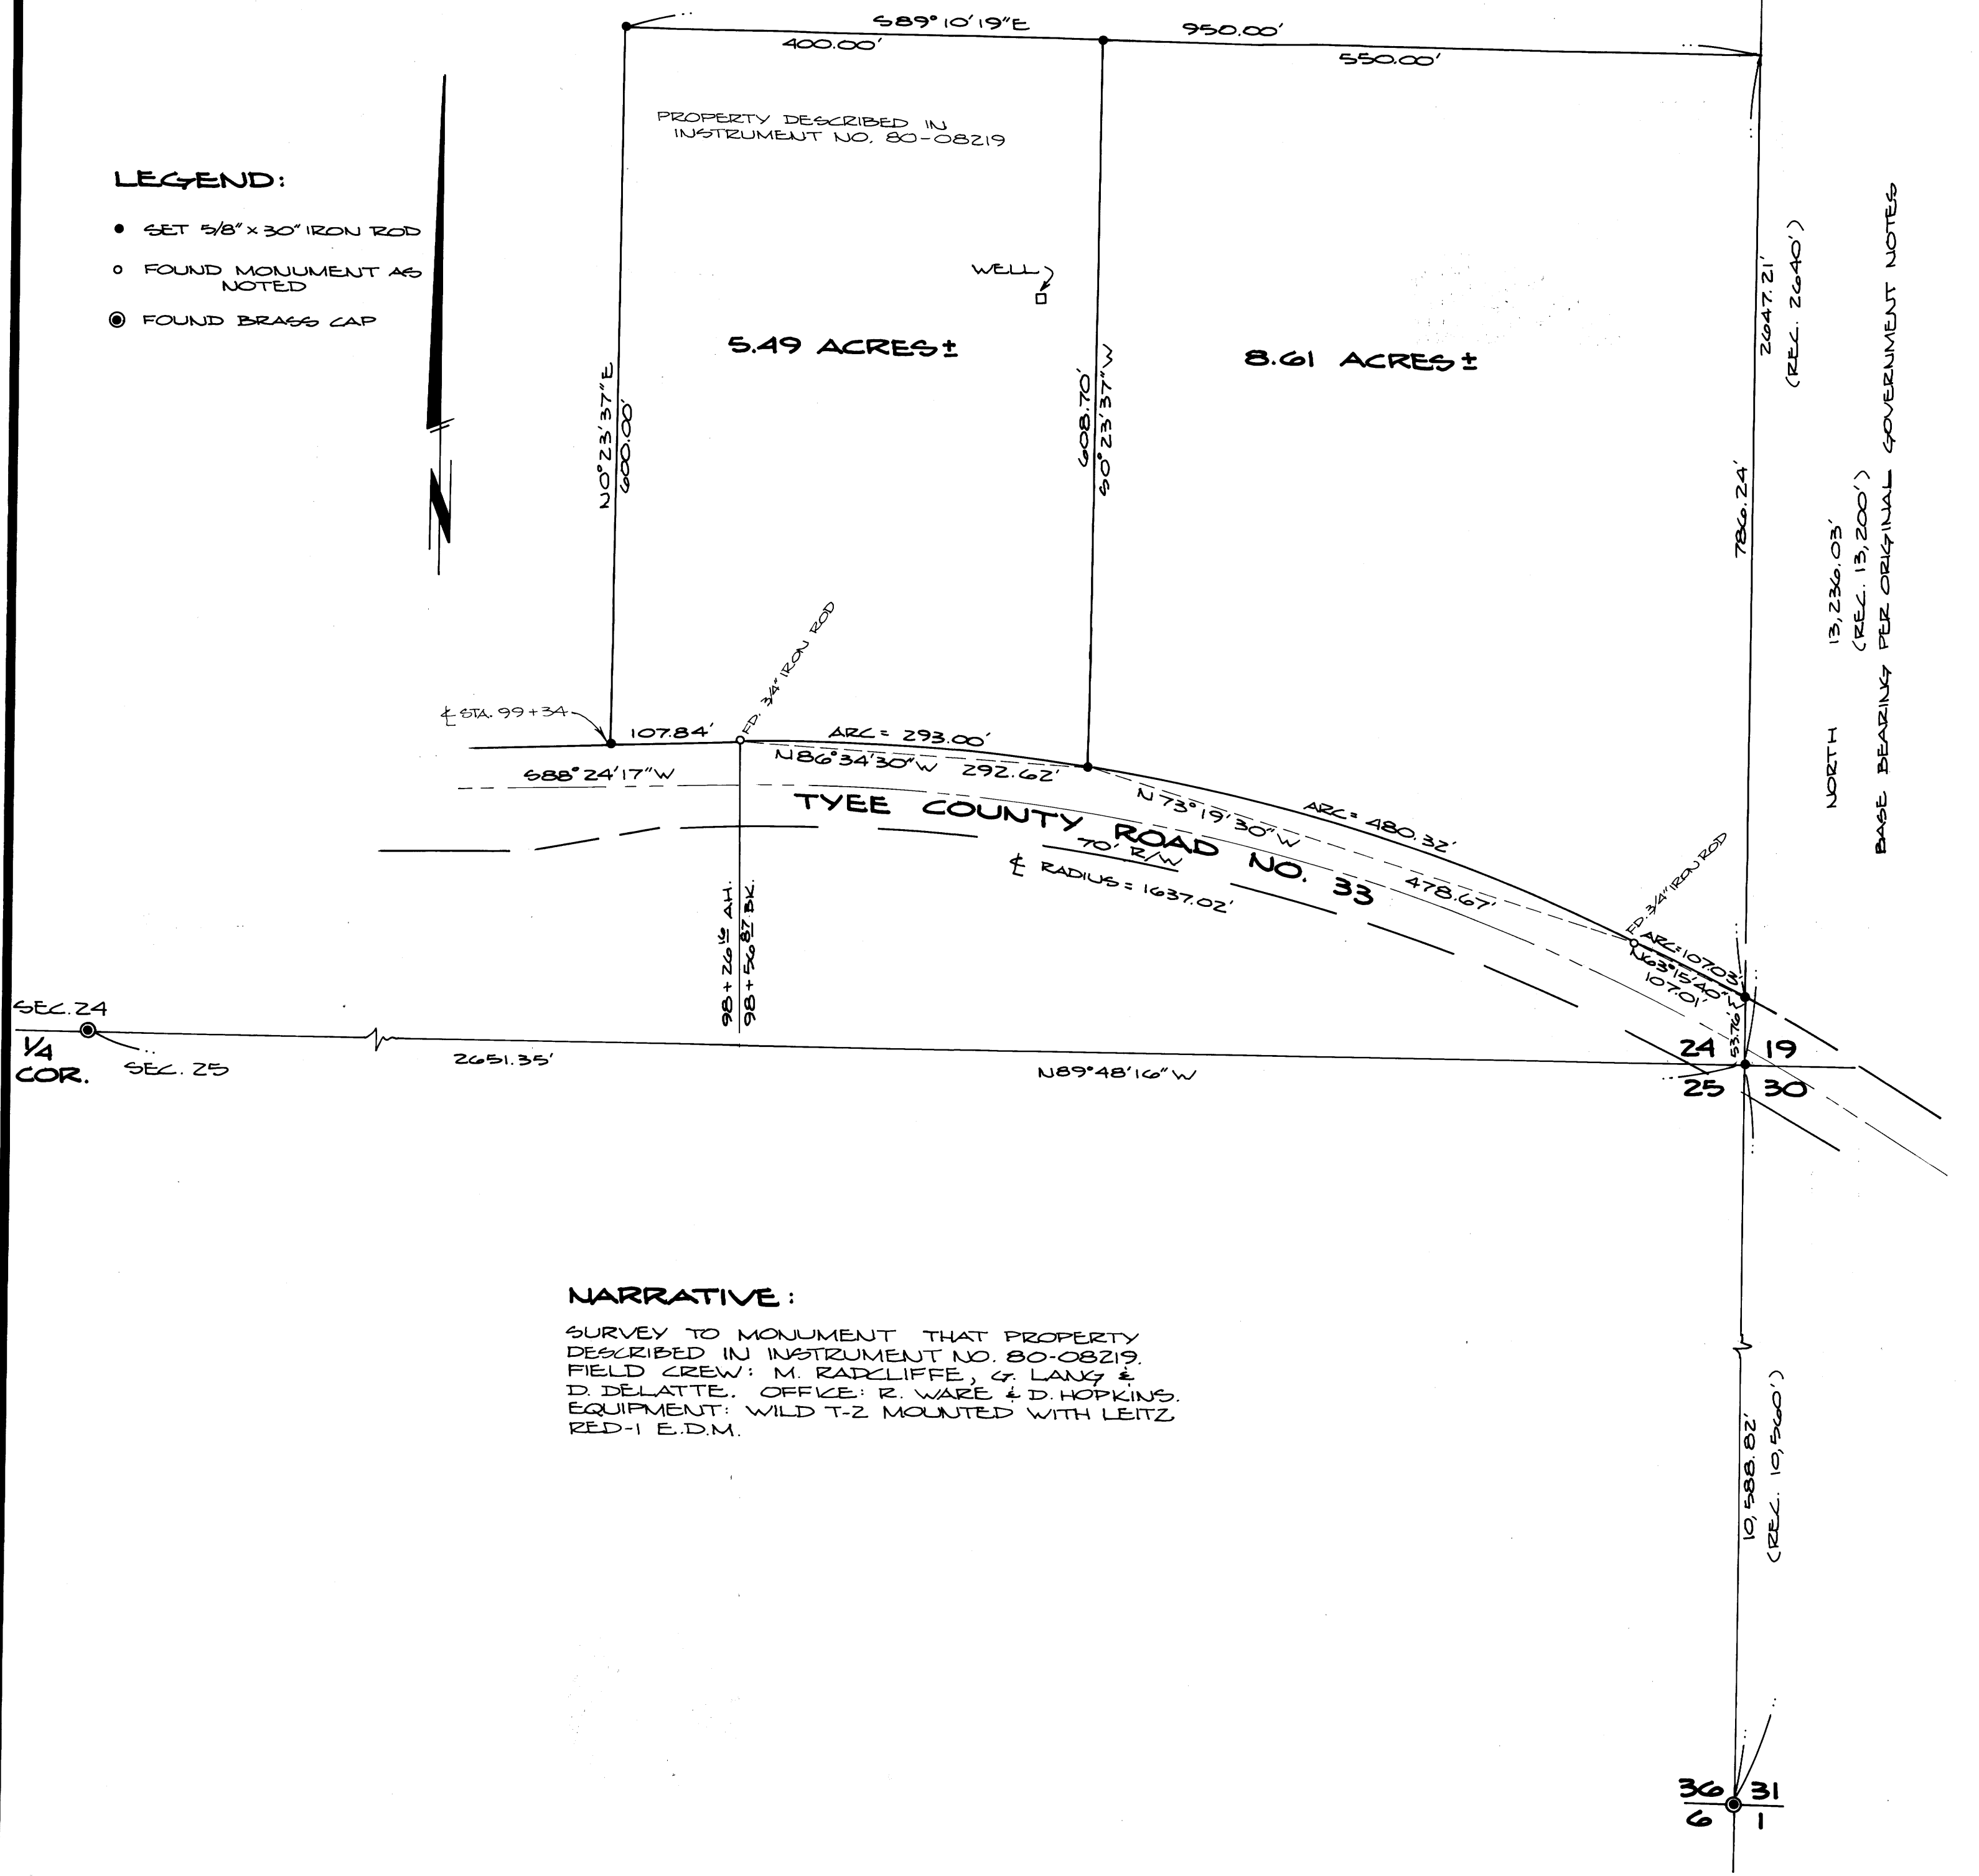 S89°10'19"E
950.00'
400.00'
550.00'
PROPERTY DESCRIBED IN
INSTRUMENT NO. 80-08219
LEGEND:
SET 5/8" x 30" IRON ROD
FOUND MONUMENT AS
NOTED
FOUND BRASS CAP
N
WELL
5.49 ACRES±
8.61 ACRES±
N0°23'37"E
600.00'
608.70'
S0°23'37"W
2647.21'
(REC. 2640')
786.24'
NORTH 13,236.03'
(REC. 13,200')
BASE BEARING PER ORIGINAL GOVERNMENT NOTES
℄ STA. 99+34
107.84'
FD. 3/4" IRON ROD
ARC = 293.00'
N86°34'30"W 292.62'
S88°24'17"W
N73°19'30"W
478.67'
ARC = 480.32'
TYEE COUNTY ROAD NO. 33
70' R/W
℄ RADIUS = 1637.02'
FD. 3/4" IRON ROD
ARC=107.03'
N63°15'40"W
107.01'
53.76'
98+26 16 AH.
98+56 87 BK.
SEC. 24
1/4
COR.
SEC. 25
2651.35'
N89°48'16"W
24 19
25 30
NARRATIVE:
SURVEY TO MONUMENT THAT PROPERTY
DESCRIBED IN INSTRUMENT NO. 80-08219.
FIELD CREW: M. RADCLIFFE, G. LANG &
D. DELATTE. OFFICE: R. WARE & D. HOPKINS.
EQUIPMENT: WILD T-2 MOUNTED WITH LEITZ
RED-1 E.D.M.
10,588.82'
(REC. 10,560')
36 31
6 1